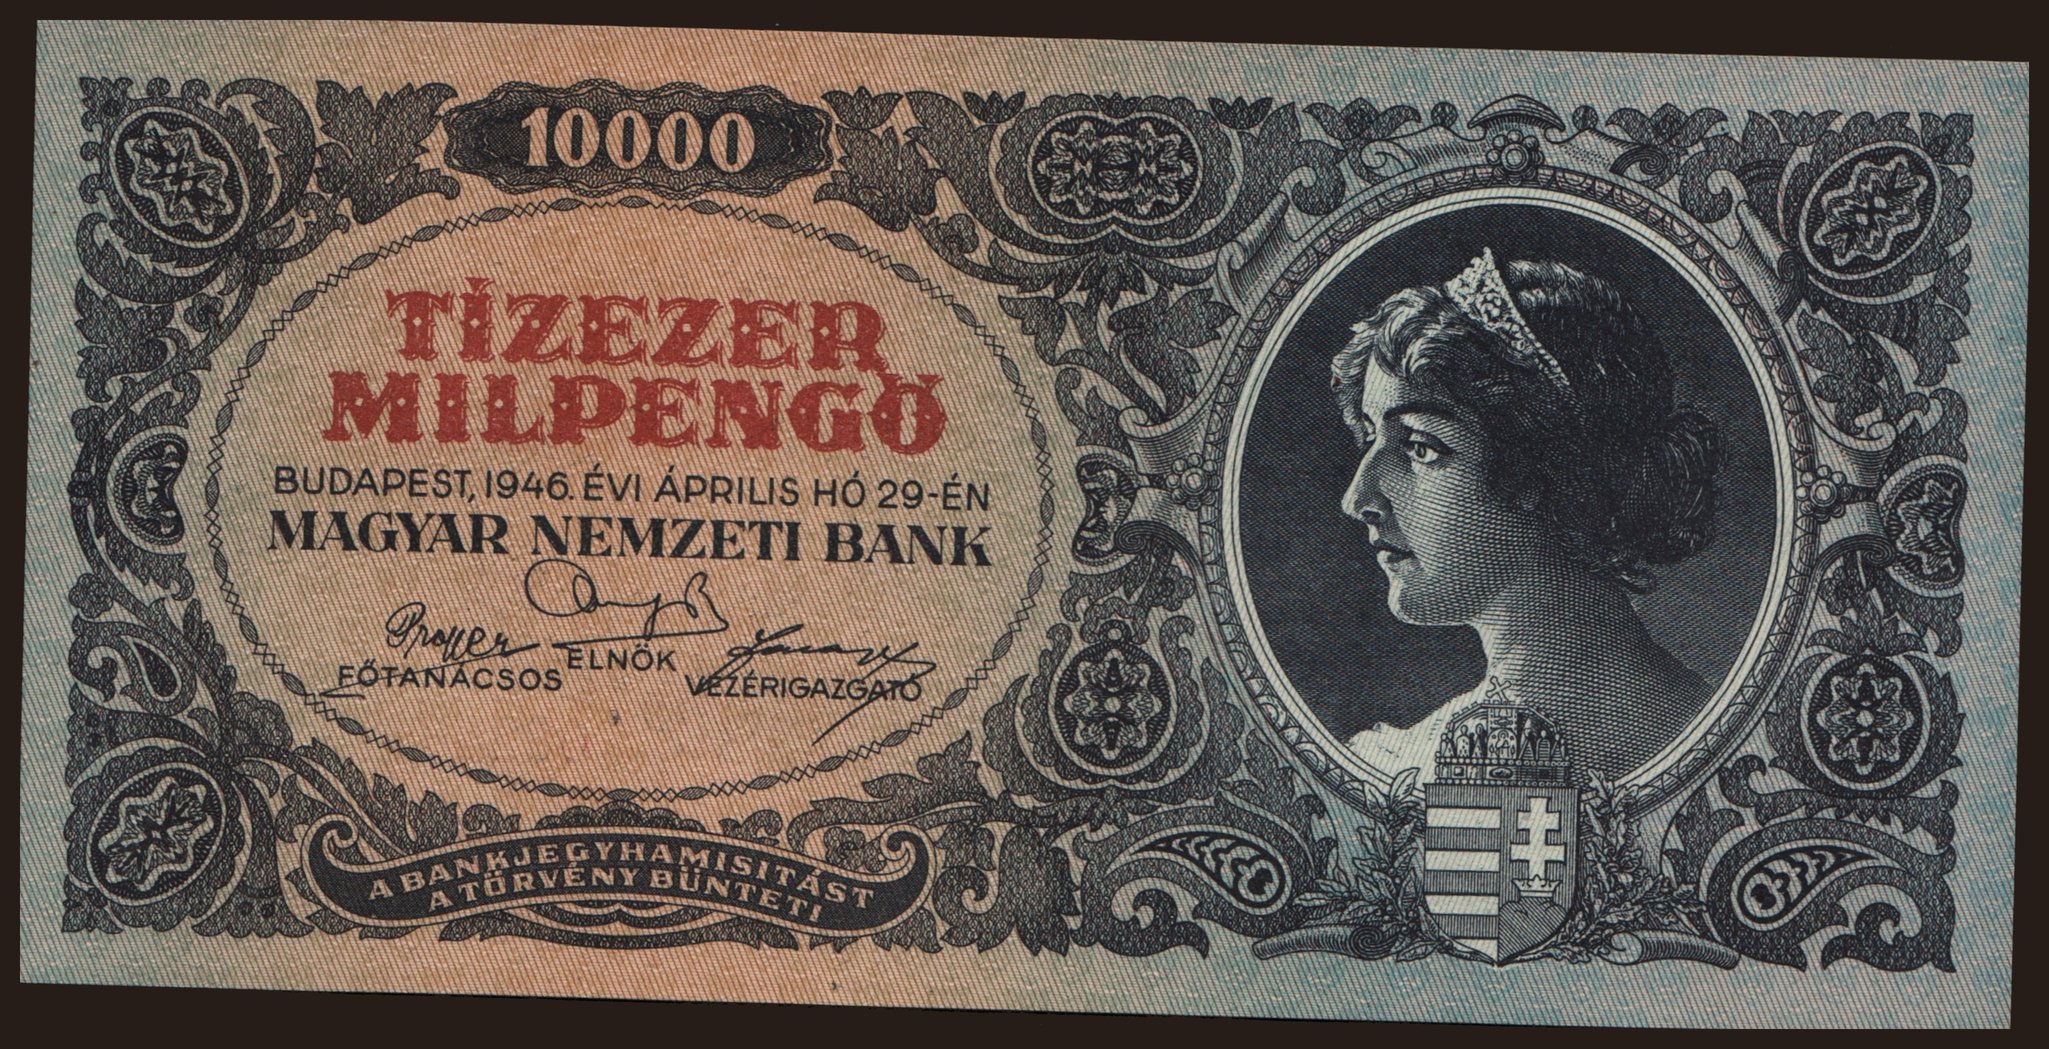 10000
TÍZEZER
MILPENGŐ
BUDAPEST, 1946. ÉVI ÁPRILIS HÓ 29-ÉN
MAGYAR NEMZETI BANK
FŐTANÁCSOS ELNÖK VEZÉRIGAZGATÓ
A BANKJEGYHAMISITÁST
A TÖRVÉNY BÜNTETI